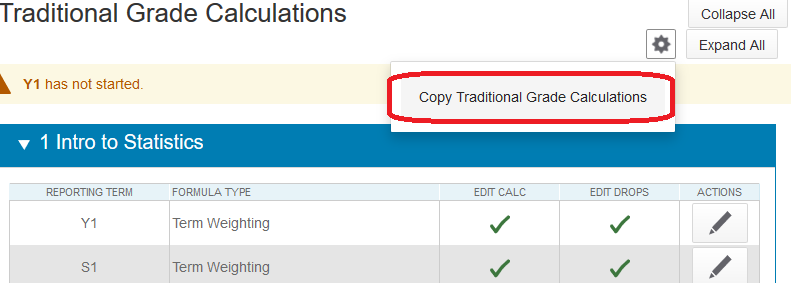 Traditional Grade Calculations
Collapse All
Expand All
Y1 has not started.
Copy Traditional Grade Calculations
1 Intro to Statistics
REPORTING TERM FORMULA TYPE EDIT CALC EDIT DROPS ACTIONS
Y1 Term Weighting
S1 Term Weighting